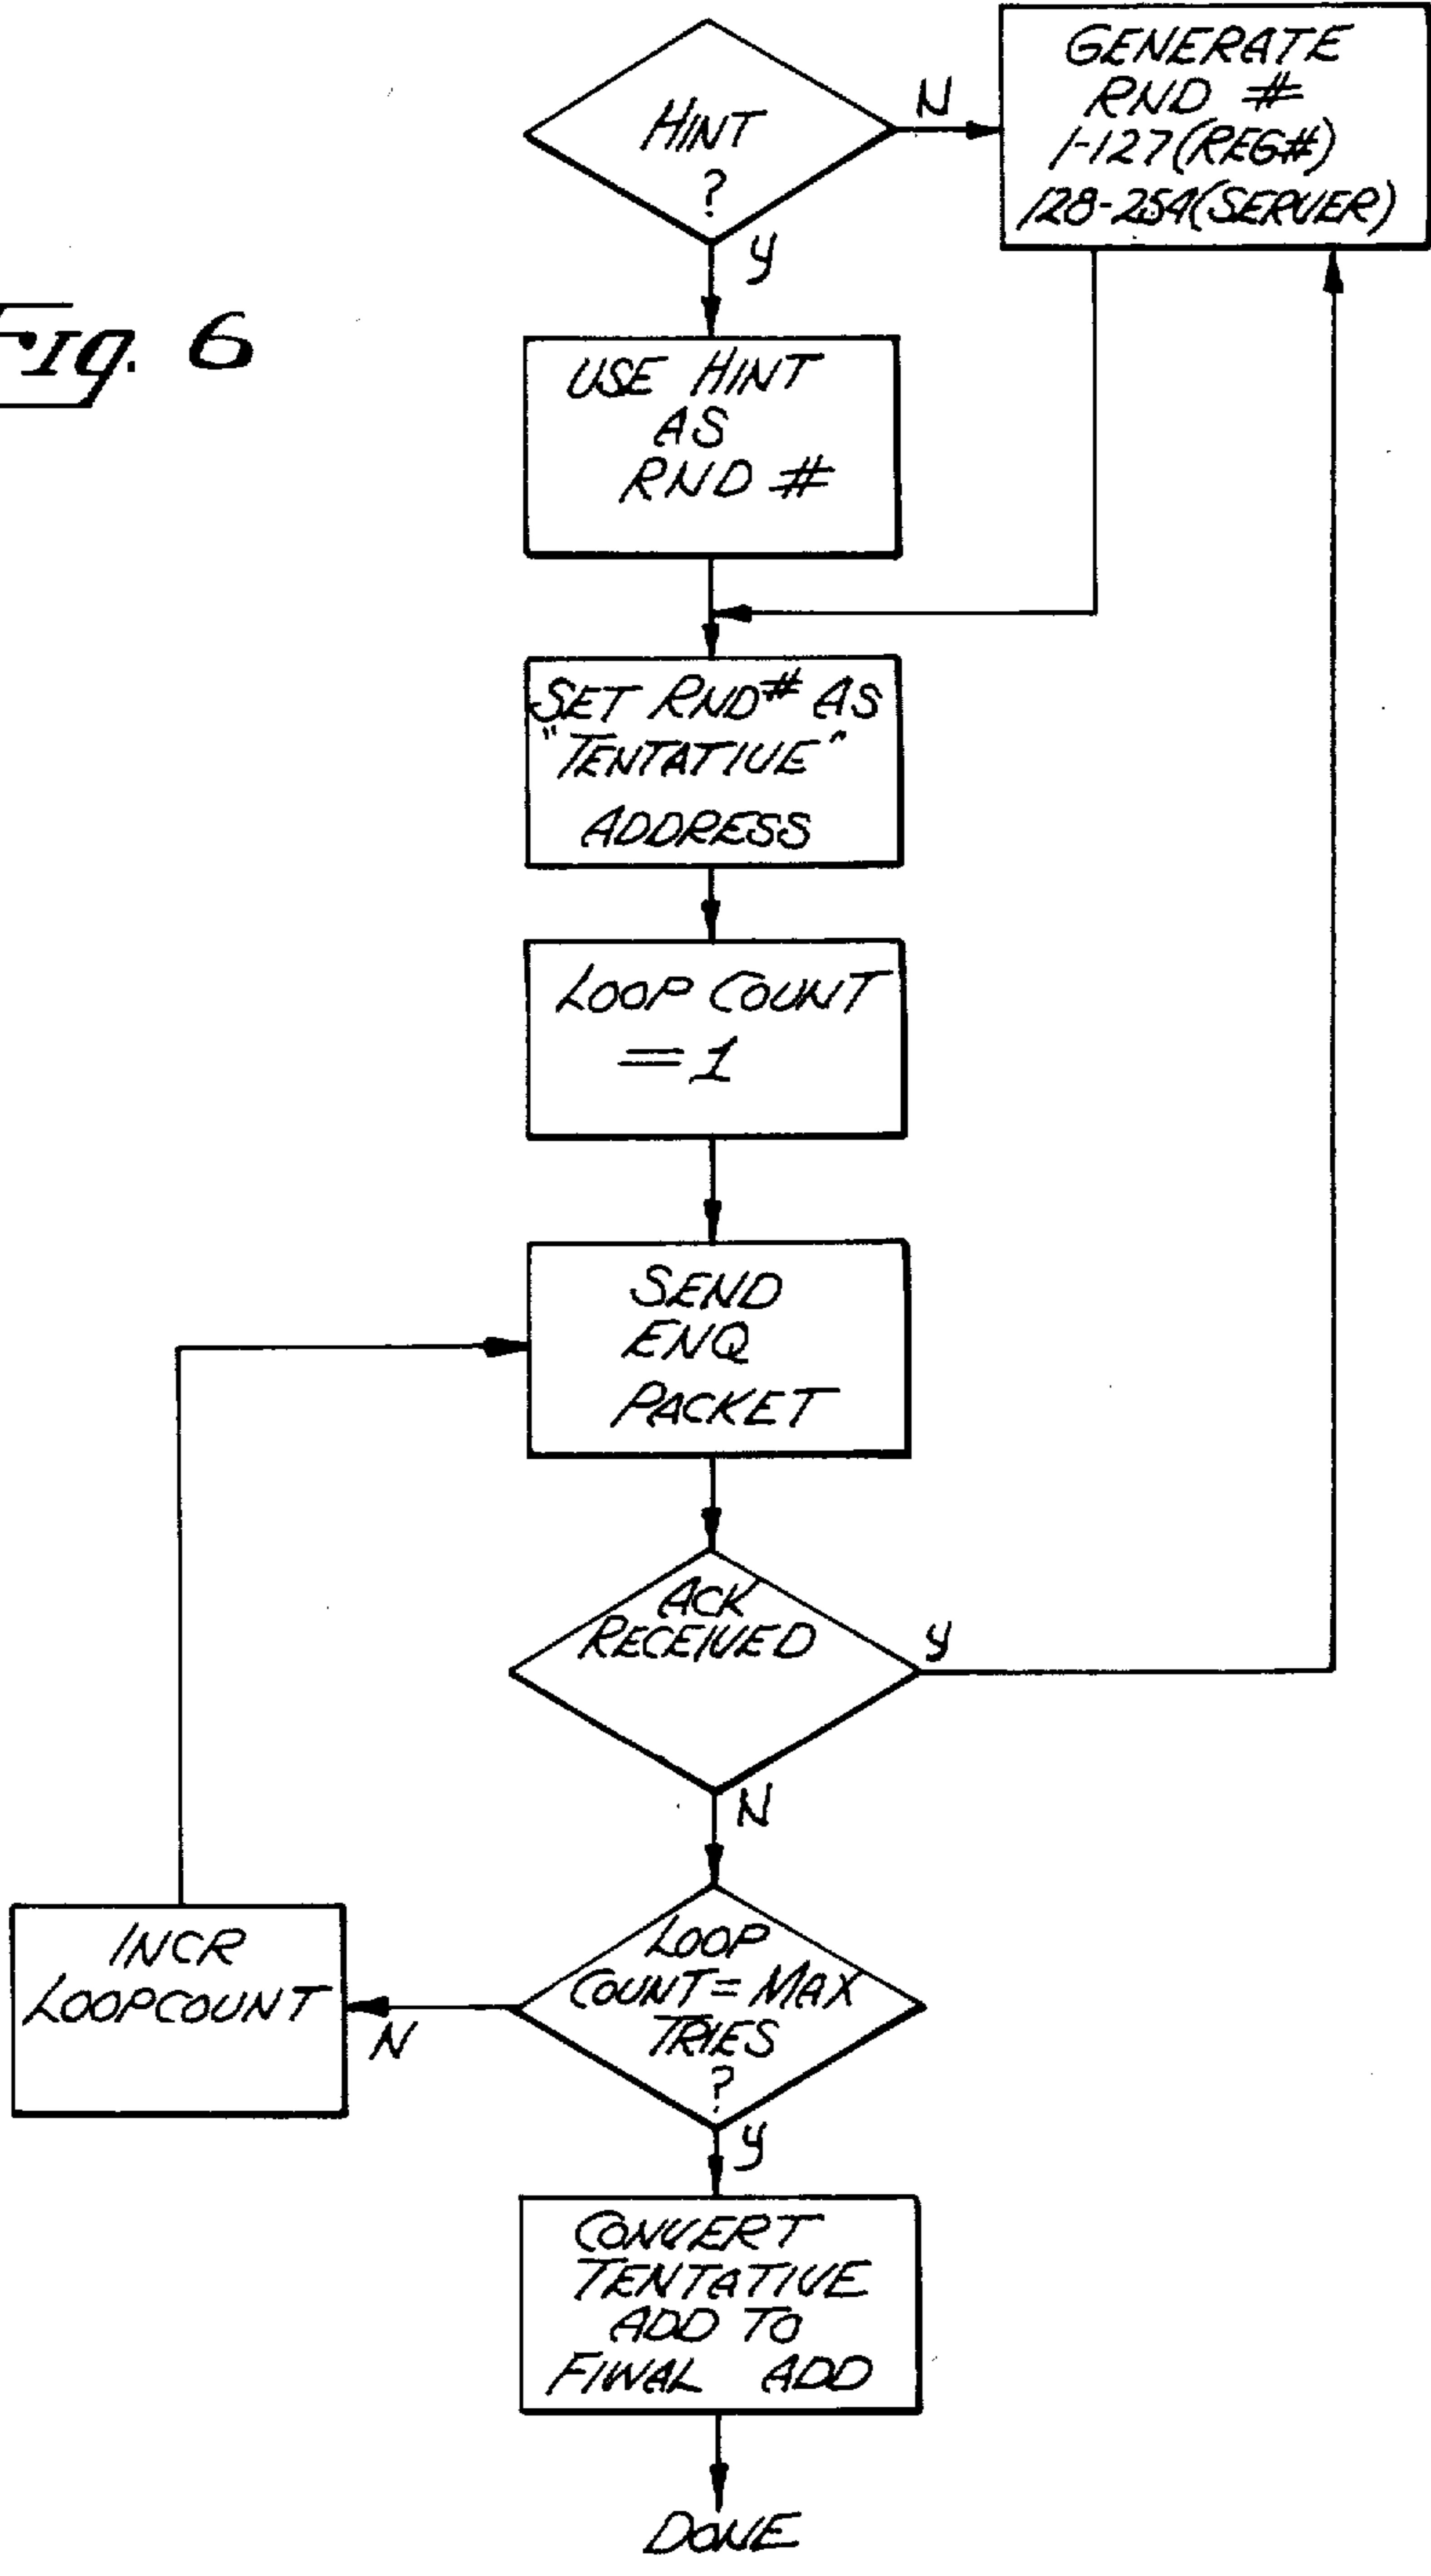 Fig. 6
HINT
?
N
Y
GENERATE
RND #
1-127(REG#)
128-254(SERVER)
USE HINT
AS
RND #
SET RND# AS
"TENTATIVE"
ADDRESS
LOOP COUNT
=1
SEND
ENQ
PACKET
ACK
RECEIVED
Y
N
LOOP
COUNT=MAX
TRIES
?
N
Y
INCR
LOOPCOUNT
CONVERT
TENTATIVE
ADD TO
FINAL ADD
DONE